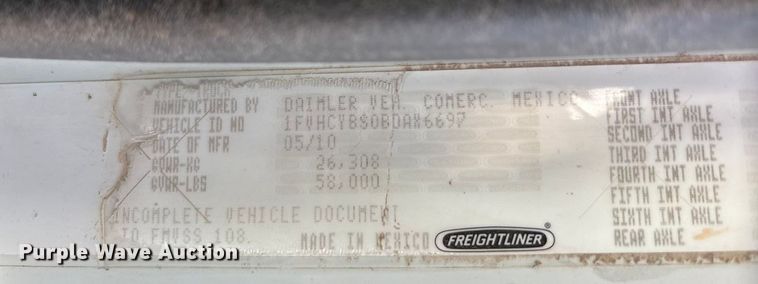 MANUFACTURED BY DAIMLER VEH. COMERC. MEXICO
VEHICLE ID NO 1FVHCYBS0BDAX6697
DATE OF MFR 05/10
GVWR-KG 26,308
GVWR-LBS 58,000
INCOMPLETE VEHICLE DOCUMENT
TO FMVSS 108. MADE IN MEXICO FREIGHTLINER
FRONT AXLE
FIRST INT AXLE
SECOND INT AXLE
THIRD INT AXLE
FOURTH INT AXLE
FIFTH INT AXLE
SIXTH INT AXLE
REAR AXLE
Purple Wave Auction